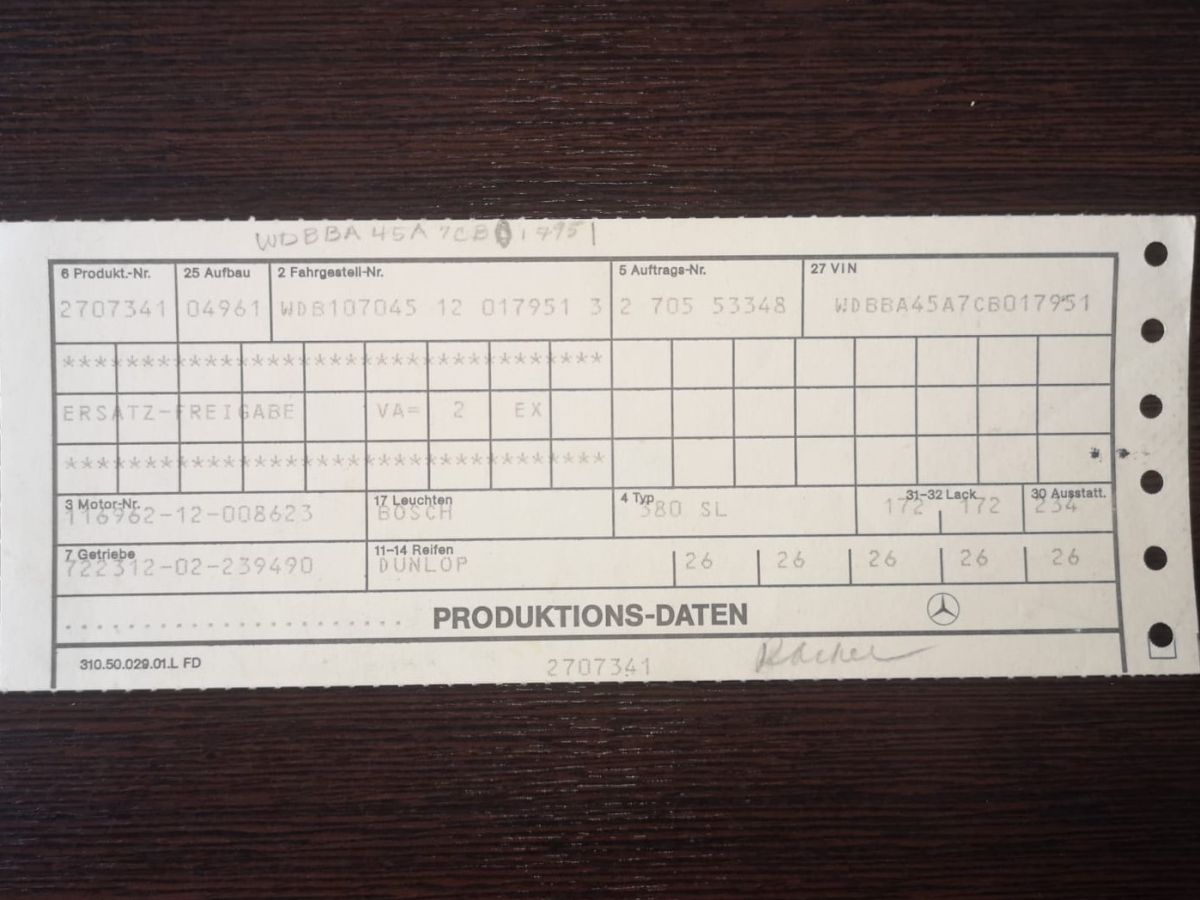 WDBBA45A7CB017951
6 Produkt.-Nr. 25 Aufbau 2 Fahrgestell-Nr. 5 Auftrags-Nr. 27 VIN
2707341 04961 WDB107045 12 017951 3 2 705 53348 WDBBA45A7CB017951
************************************
ERSATZ-FREIGABE VA= 2 EX
************************************ * *
3 Motor-Nr. 17 Leuchten 4 Typ 31-32 Lack 30 Ausstatt.
116962-12-008623 BOSCH 380 SL 172 172 234
7 Getriebe 11-14 Reifen
722312-02-239490 DUNLOP 26 26 26 26 26
PRODUKTIONS-DATEN
310.50.029.01.L FD 2707341